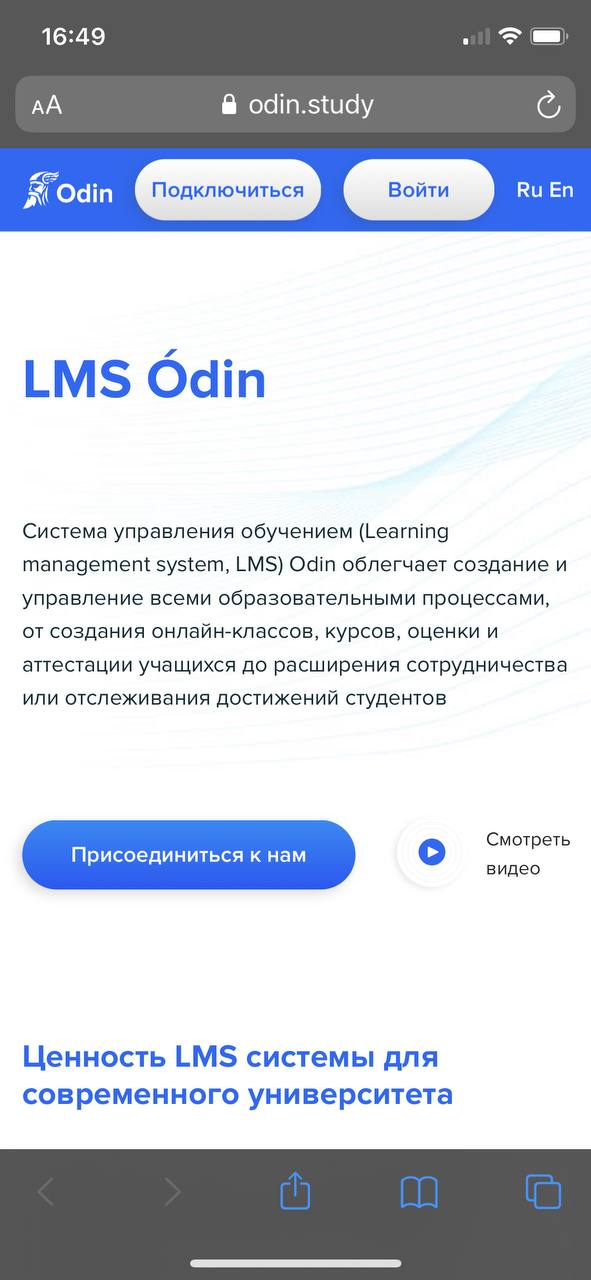 16:49
AA odin.study
Odin Подключиться Войти Ru En
LMS Ódin
Система управления обучением (Learning
management system, LMS) Odin облегчает создание и
управление всеми образовательными процессами,
от создания онлайн-классов, курсов, оценки и
аттестации учащихся до расширения сотрудничества
или отслеживания достижений студентов
Присоединиться к нам
Смотреть
видео
Ценность LMS системы для
современного университета